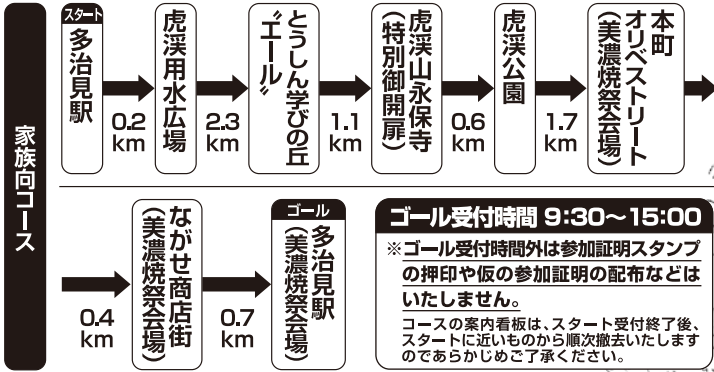 家族向コース
スタート
多治見駅
0.2
km
虎渓用水広場
2.3
km
とうしん学びの丘
“エール”
1.1
km
虎渓山永保寺
(特別御開扉)
0.6
km
虎渓公園
1.7
km
本町
オリベストリート
(美濃焼祭会場)
0.4
km
ながせ商店街
(美濃焼祭会場)
0.7
km
ゴール
多治見駅
(美濃焼祭会場)
ゴール受付時間 9:30〜15:00
※ゴール受付時間外は参加証明スタンプ
の押印や仮の参加証明の配布などは
いたしません。
コースの案内看板は、スタート受付終了後、
スタートに近いものから順次撤去いたします
のであらかじめご了承ください。